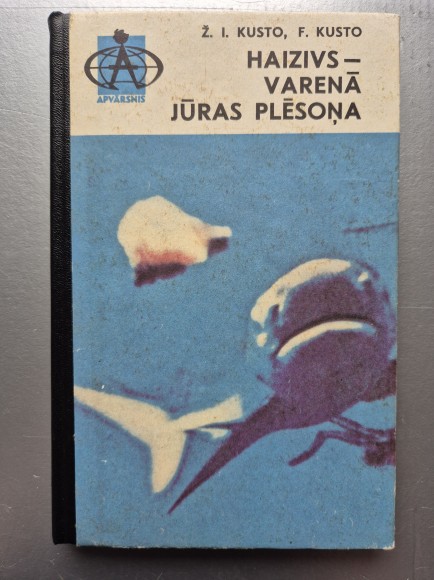 Ž. I. KUSTO, F. KUSTO
HAIZIVS –
VARENĀ
JŪRAS PLĒSOŅA
APVĀRSNIS